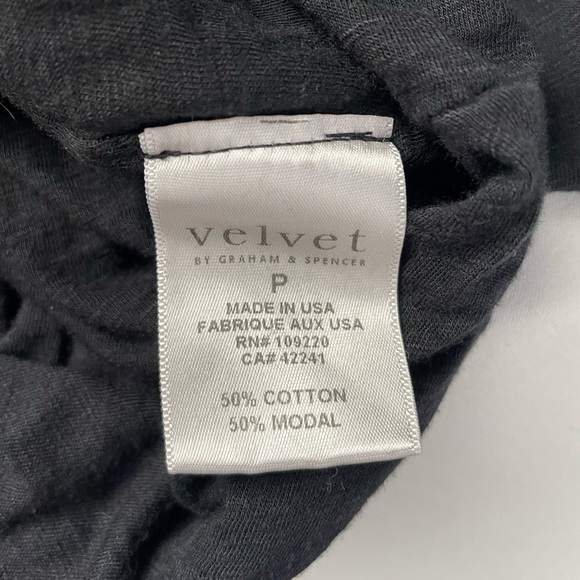 velvet
BY GRAHAM & SPENCER
P
MADE IN USA
FABRIQUE AUX USA
RN# 109220
CA# 42241
50% COTTON
50% MODAL